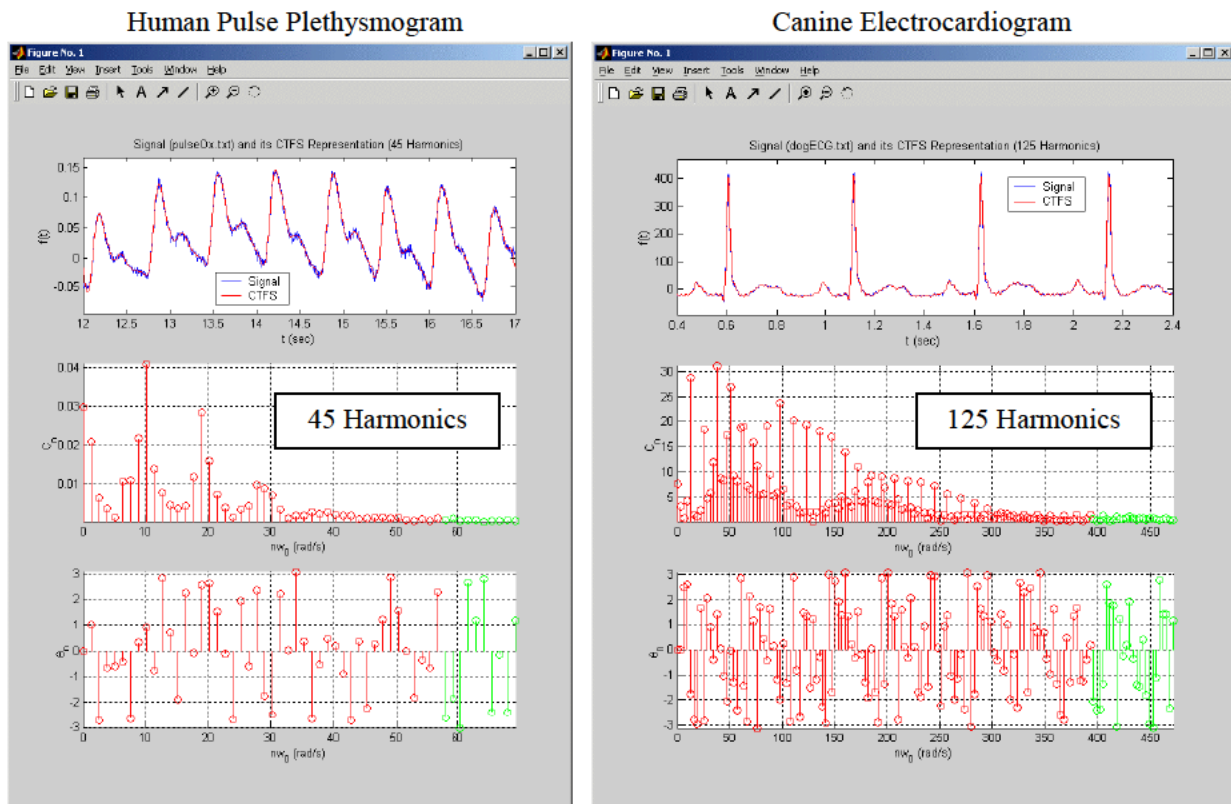 Human Pulse Plethysmogram
Figure No. 1
File Edit View Insert Tools Window Help
Signal (pulseOx.txt) and its CTFS Representation (45 Harmonics)
0.15
0.1
0.05
0
-0.05
f(t)
Signal
CTFS
12 12.5 13 13.5 14 14.5 15 15.5 16 16.5 17
t (sec)
0.04
0.03
0.02
0.01
Cn
45 Harmonics
0 10 20 30 40 50 60
nw0 (rad/s)
3
2
1
0
-1
-2
-3
θn
0 10 20 30 40 50 60
nw0 (rad/s)
Canine Electrocardiogram
Figure No. 1
File Edit View Insert Tools Window Help
Signal (dogECG.txt) and its CTFS Representation (125 Harmonics)
400
300
200
100
0
f(t)
Signal
CTFS
0.4 0.6 0.8 1 1.2 1.4 1.6 1.8 2 2.2 2.4
t (sec)
30
25
20
15
10
5
Cn
125 Harmonics
0 50 100 150 200 250 300 350 400 450
nw0 (rad/s)
3
2
1
0
-1
-2
-3
θn
0 50 100 150 200 250 300 350 400 450
nw0 (rad/s)